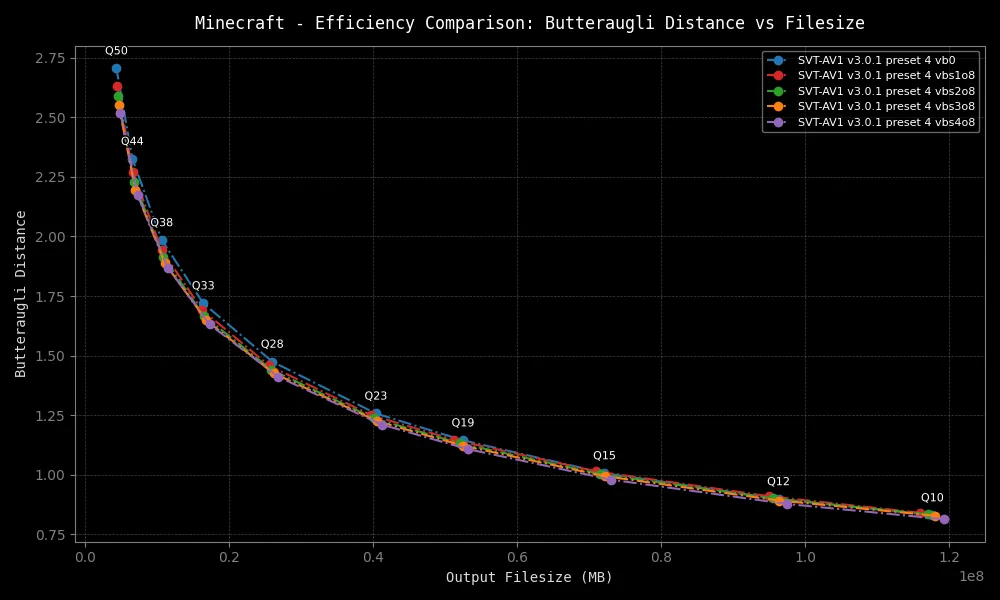 Minecraft - Efficiency Comparison: Butteraugli Distance vs Filesize
SVT-AV1 v3.0.1 preset 4 vb0
SVT-AV1 v3.0.1 preset 4 vbs1o8
SVT-AV1 v3.0.1 preset 4 vbs2o8
SVT-AV1 v3.0.1 preset 4 vbs3o8
SVT-AV1 v3.0.1 preset 4 vbs4o8
Butteraugli Distance
2.75
2.50
2.25
2.00
1.75
1.50
1.25
1.00
0.75
Q50
Q44
Q38
Q33
Q28
Q23
Q19
Q15
Q12
Q10
0.0
0.2
0.4
0.6
0.8
1.0
1.2
1e8
Output Filesize (MB)